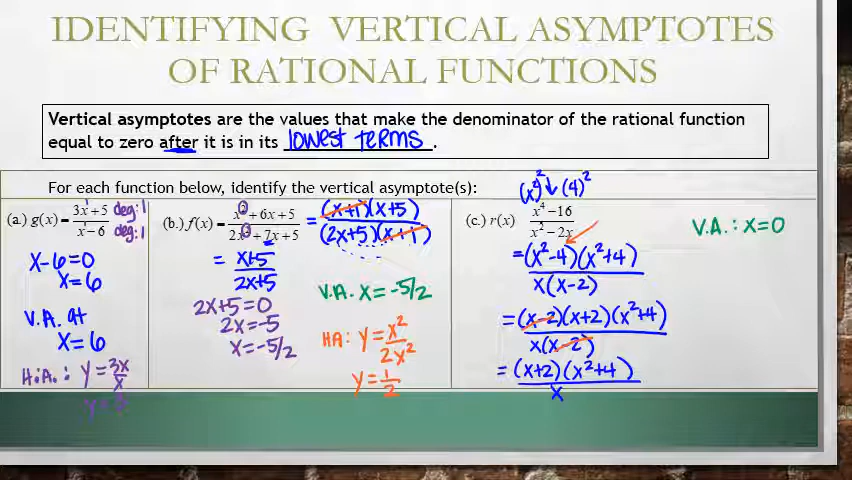 IDENTIFYING VERTICAL ASYMPTOTES
OF RATIONAL FUNCTIONS
Vertical asymptotes are the values that make the denominator of the rational function
equal to zero after it is in its lowest terms.
For each function below, identify the vertical asymptote(s):
(a.) g(x) = (3x¹+5)/(x¹−6) deg:1 deg:1
x-6=0
x=6
V.A. at
x=6
H.A.: y=3x/x
y=3
(b.) f(x) = (x²+6x+5)/(2x²+7x+5) = (x+1)(x+5)/(2x+5)(x+1)
= (x+5)/(2x+5)
2x+5=0
2x=-5
x=-5/2
V.A. x=-5/2
HA: y=x²/2x²
y=1/2
(x²)² ↓ (4)²
(c.) r(x) (x⁴−16)/(x²−2x)
=(x²-4)(x²+4)/x(x-2)
=(x-2)(x+2)(x²+4)/x(x-2)
=(x+2)(x²+4)/x
V.A.: x=0